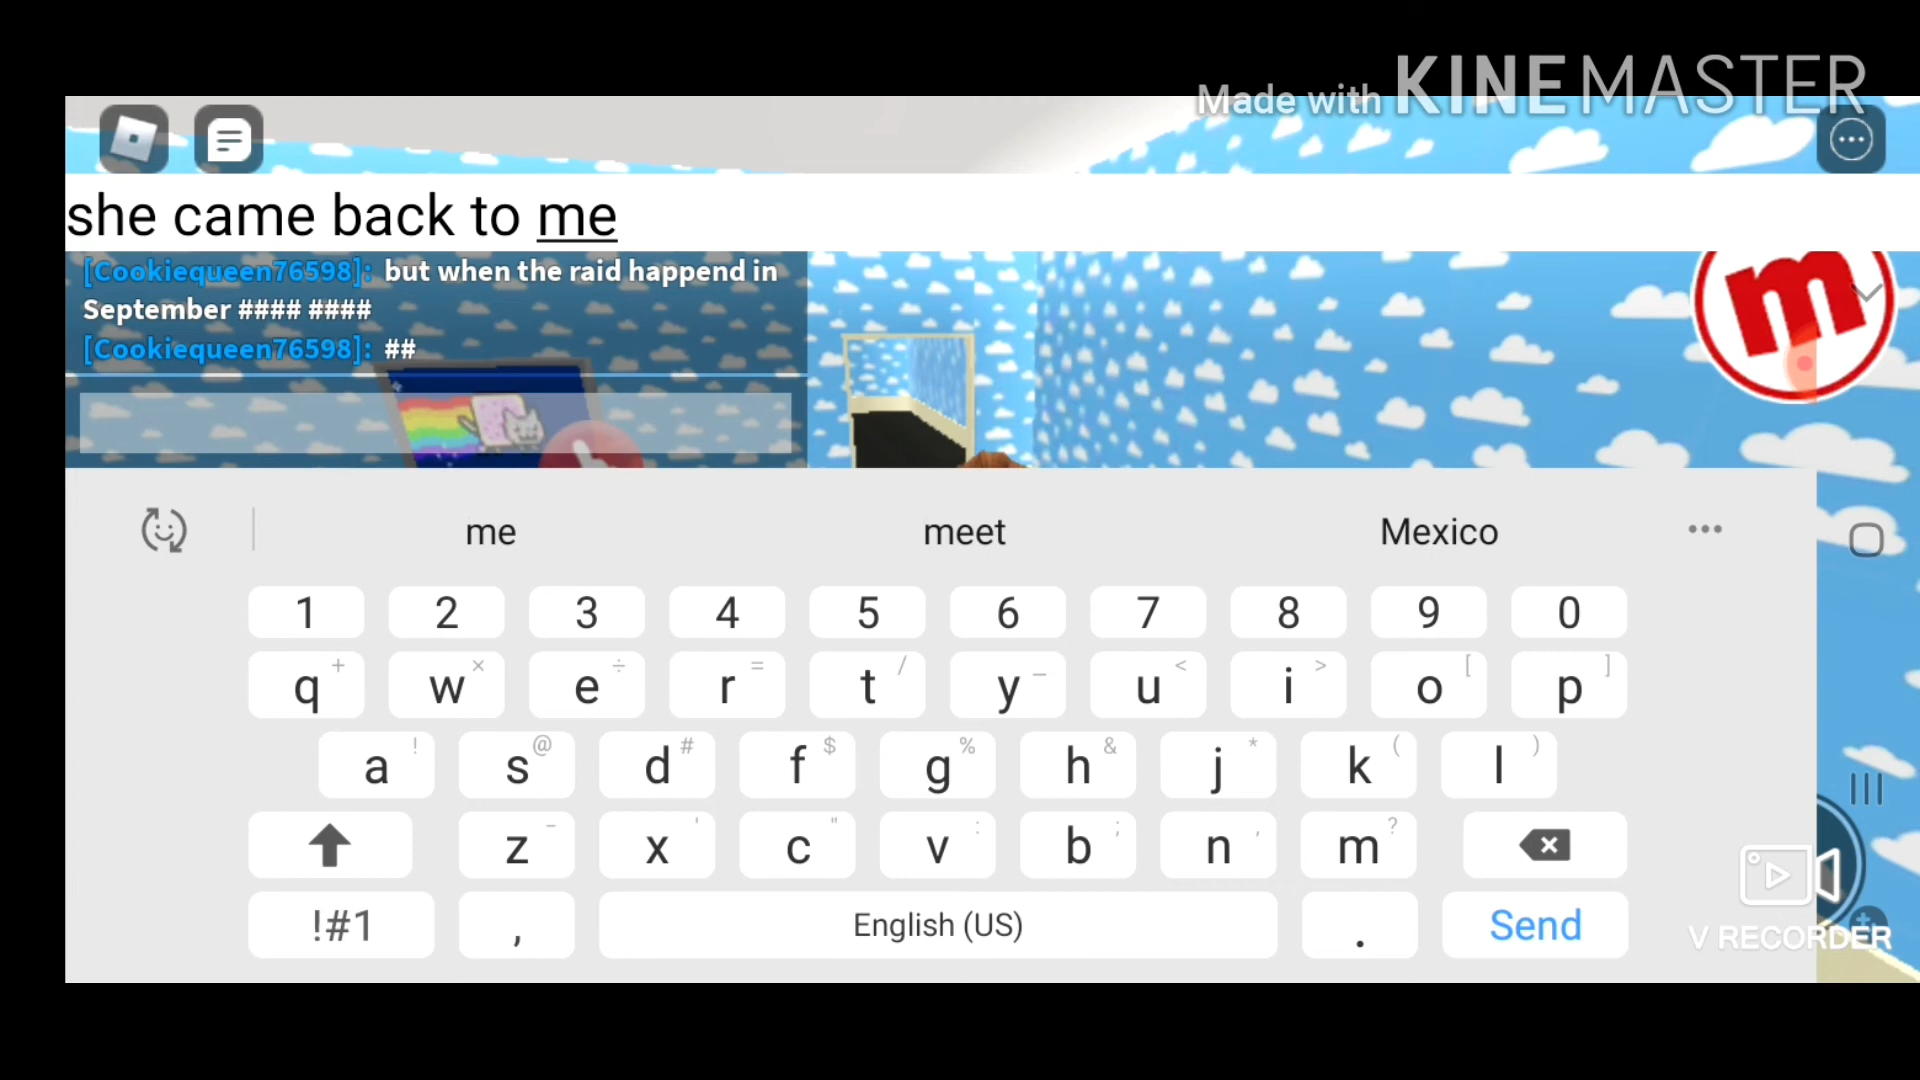 Made with KINEMASTER
she came back to me
[Cookiequeen76598]: but when the raid happend in
September #### ####
[Cookiequeen76598]: ##
m
me meet Mexico
1 2 3 4 5 6 7 8 9 0
q + w × e ÷ r = t / y _ u < i > o [ p ]
a ! s @ d # f $ g % h & j * k ( l )
z - x ' c " v : b ; n , m ?
!#1 , English (US) . Send
V RECORDER